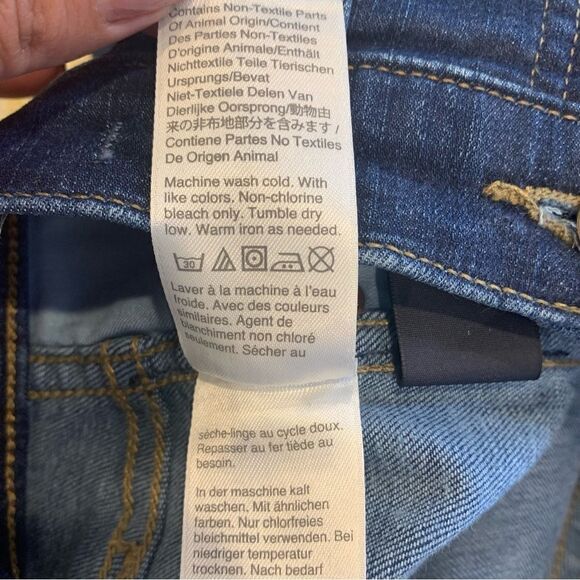 Contains Non-Textile Parts
Of Animal Origin/Contient
Des Parties Non-Textiles
D'origine Animale/Enthält
Nichttextile Teile Tierischen
Ursprungs/Bevat
Niet-Textiele Delen Van
Dierlijke Oorsprong/動物由
来の非布地部分を含みます /
Contiene Partes No Textiles
De Origen Animal
Machine wash cold. With
like colors. Non-chlorine
bleach only. Tumble dry
low. Warm iron as needed.
30
Laver à la machine à l'eau
froide. Avec des couleurs
similaires. Agent de
blanchiment non chloré
seulement. Sécher au
sèche-linge au cycle doux.
Repasser au fer tiède au
besoin.
In der maschine kalt
waschen. Mit ähnlichen
farben. Nur chlorfreies
bleichmittel verwenden. Bei
niedriger temperatur
trocknen. Nach bedarf